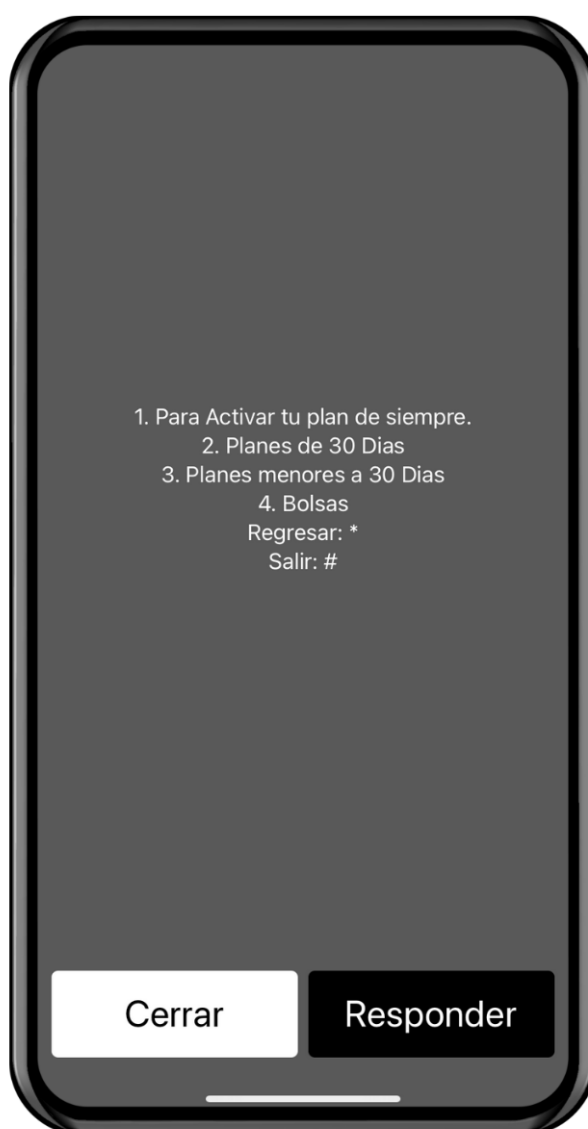 1. Para Activar tu plan de siempre.
2. Planes de 30 Dias
3. Planes menores a 30 Dias
4. Bolsas
Regresar: *
Salir: #
Cerrar
Responder